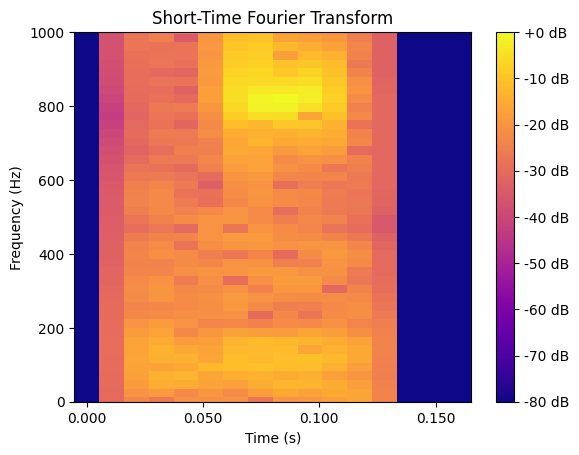 Short-Time Fourier Transform
Frequency (Hz)
1000
800
600
400
200
0
0.000
0.050
0.100
0.150
Time (s)
+0 dB
-10 dB
-20 dB
-30 dB
-40 dB
-50 dB
-60 dB
-70 dB
-80 dB